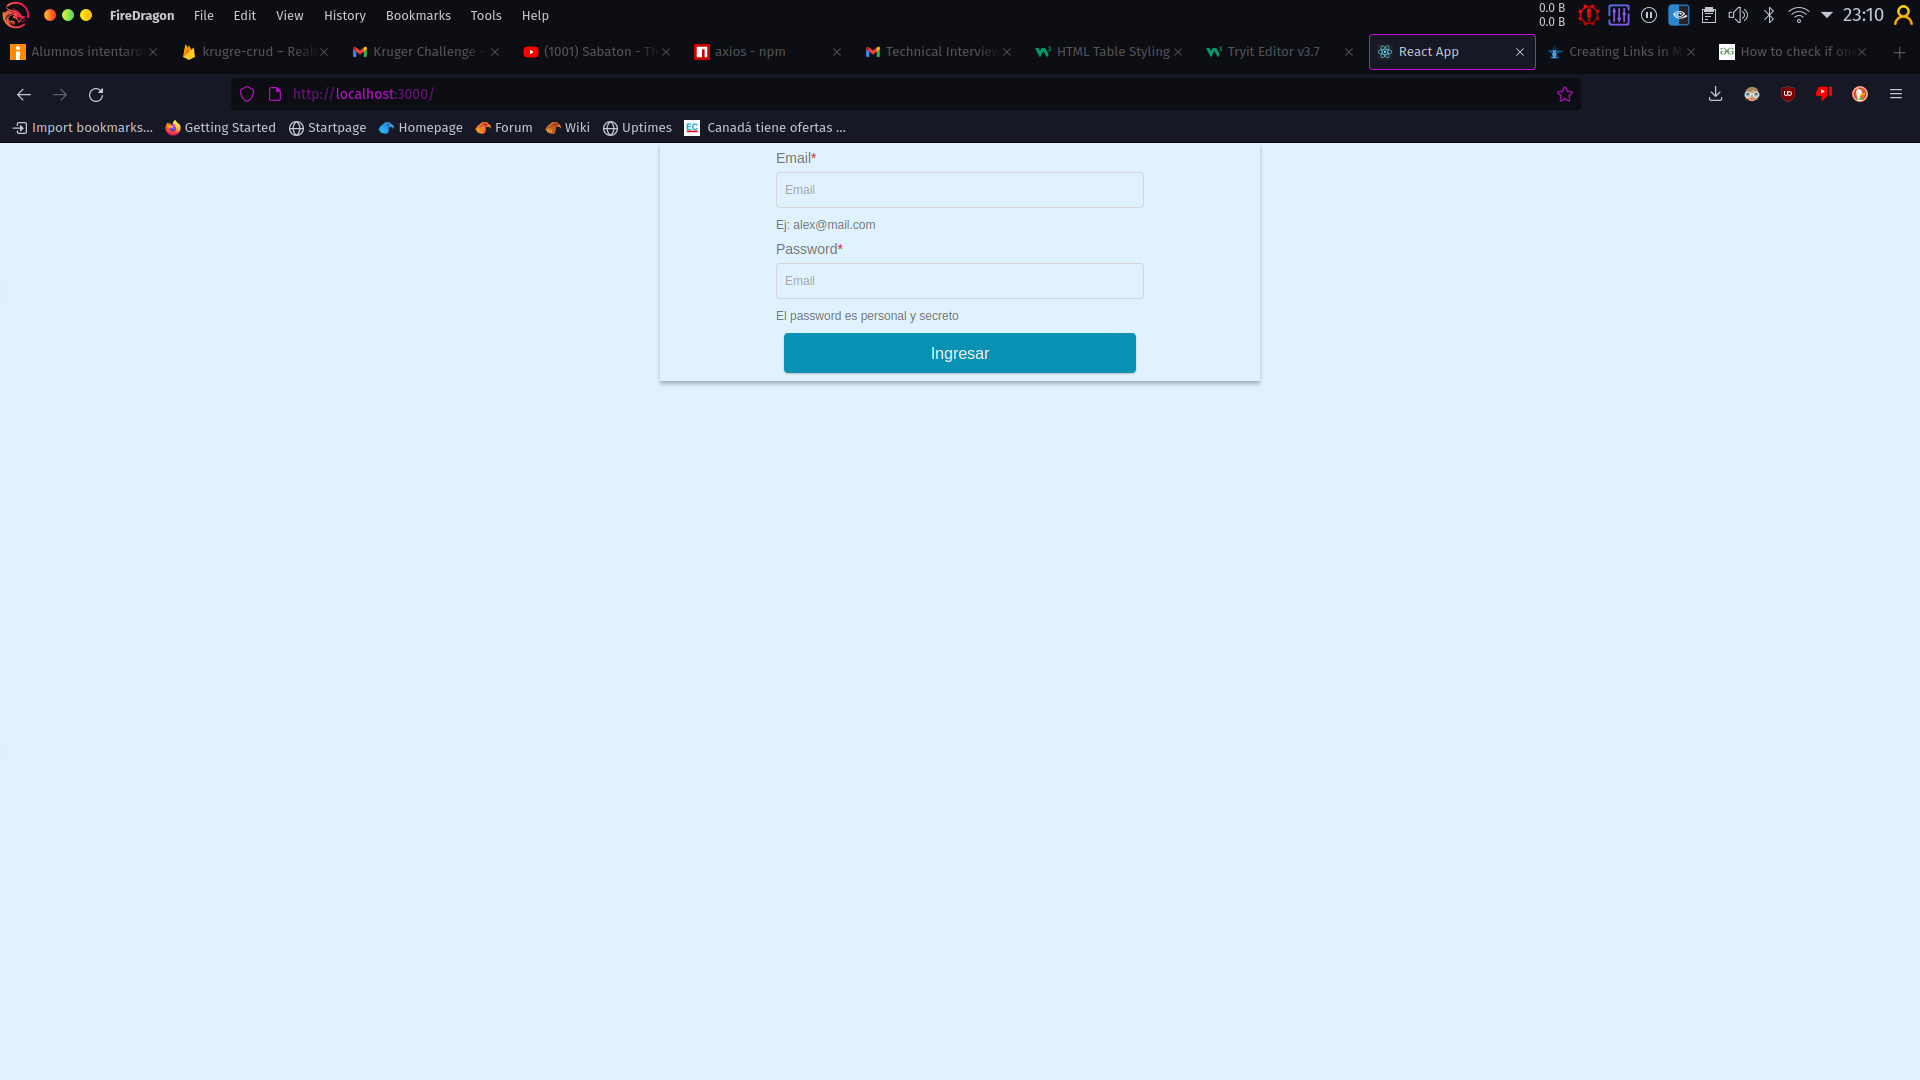 FireDragon File Edit View History Bookmarks Tools Help
0.0 B
0.0 B
23:10
Alumnos intentaro
krugre-crud – Real
Kruger Challenge -
(1001) Sabaton - Th
axios - npm
Technical Interview
HTML Table Styling
Tryit Editor v3.7
React App
Creating Links in M
How to check if on
http://localhost:3000/
Import bookmarks... Getting Started Startpage Homepage Forum Wiki Uptimes EC Canadá tiene ofertas ...
Email*
Email
Ej: alex@mail.com
Password*
Email
El password es personal y secreto
Ingresar